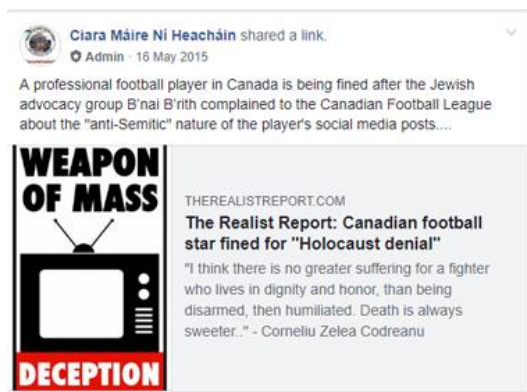 Ciara Máire Ní Heacháin shared a link.
Admin · 16 May 2015
A professional football player in Canada is being fined after the Jewish
advocacy group B'nai B'rith complained to the Canadian Football League
about the "anti-Semitic" nature of the player's social media posts....
WEAPON
OF MASS
DECEPTION
THEREALISTREPORT.COM
The Realist Report: Canadian football
star fined for "Holocaust denial"
"I think there is no greater suffering for a fighter
who lives in dignity and honor, than being
disarmed, then humiliated. Death is always
sweeter.." - Corneliu Zelea Codreanu